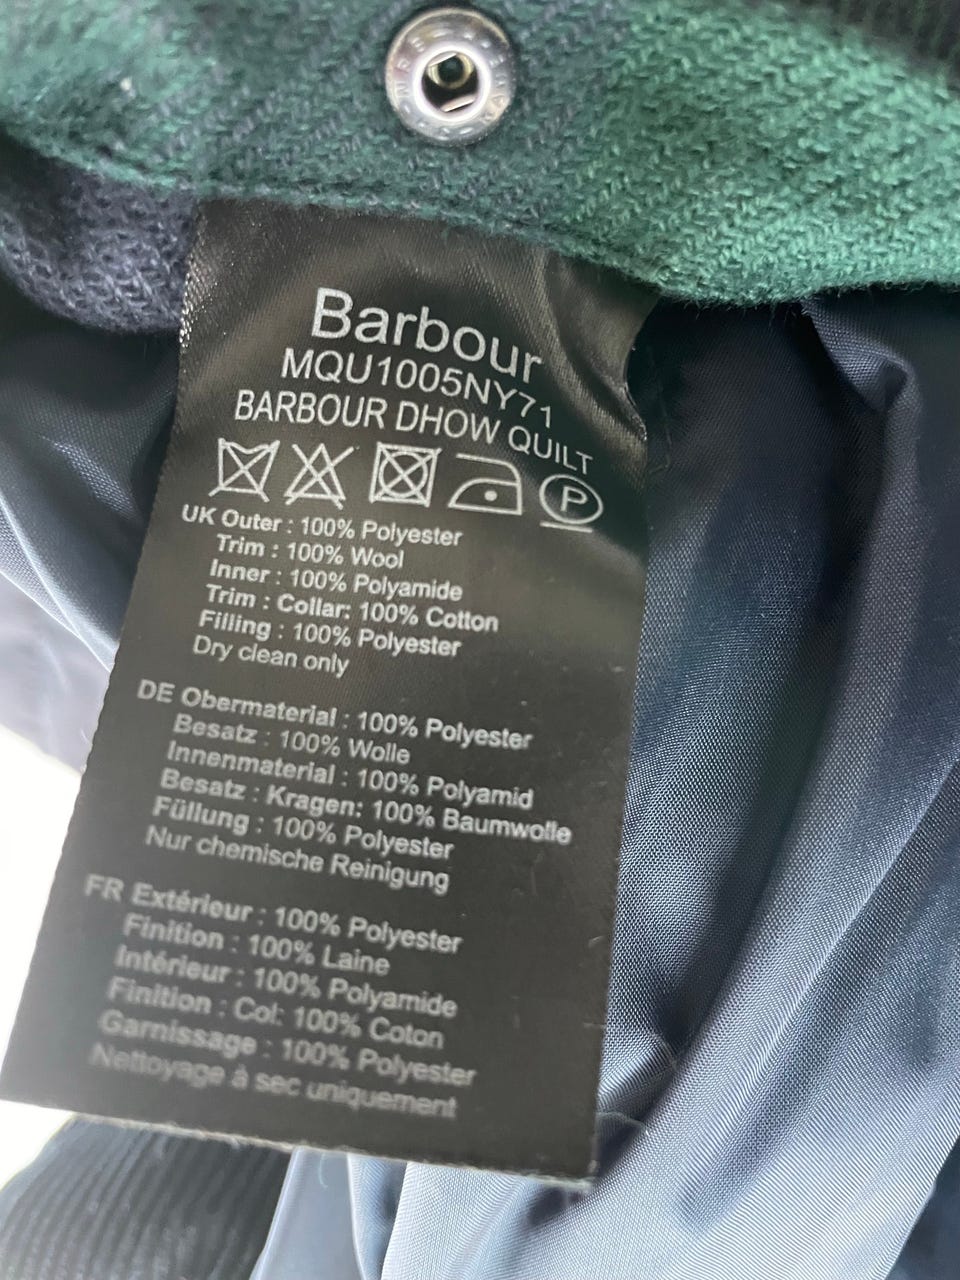 Barbour
MQU1005NY71
BARBOUR DHOW QUILT
P
UK Outer : 100% Polyester
Trim : 100% Wool
Inner : 100% Polyamide
Trim : Collar: 100% Cotton
Filling : 100% Polyester
Dry clean only
DE Obermaterial : 100% Polyester
Besatz : 100% Wolle
Innenmaterial : 100% Polyamid
Besatz : Kragen: 100% Baumwolle
Füllung : 100% Polyester
Nur chemische Reinigung
FR Extérieur : 100% Polyester
Finition : 100% Laine
Intérieur : 100% Polyamide
Finition : Col: 100% Coton
Garnissage : 100% Polyester
Nettoyage à sec uniquement